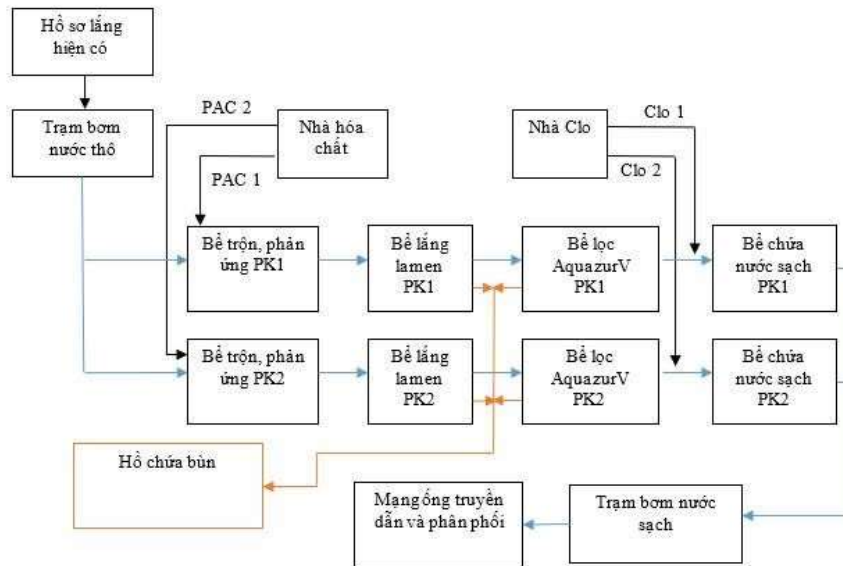 Hồ sơ lắng
hiện có
Trạm bơm
nước thô
PAC 2
PAC 1
Nhà hóa
chất
Nhà Clo
Clo 1
Clo 2
Bể trộn, phản
ứng PK1
Bể lắng
lamen
PK1
Bể lọc
AquazurV
PK1
Bể chứa
nước sạch
PK1
Bể trộn, phản
ứng PK2
Bể lắng
lamen
PK2
Bể lọc
AquazurV
PK2
Bể chứa
nước sạch
PK2
Hồ chứa bùn
Mạng ống truyền
dẫn và phân phối
Trạm bơm nước
sạch